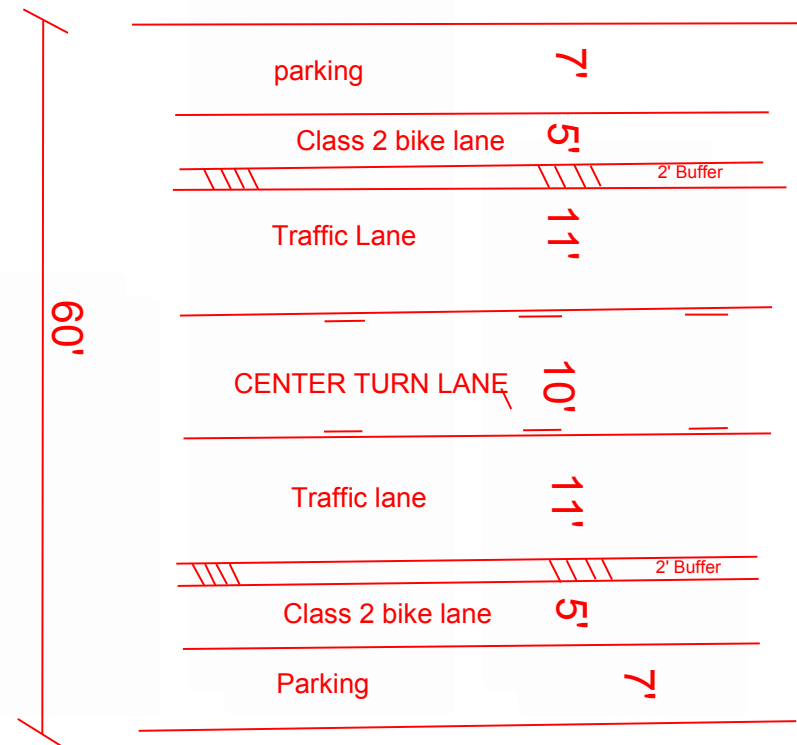 parking 7'
Class 2 bike lane 5'
2' Buffer
Traffic Lane 11'
60'
CENTER TURN LANE 10'
Traffic lane 11'
2' Buffer
Class 2 bike lane 5'
Parking 7'